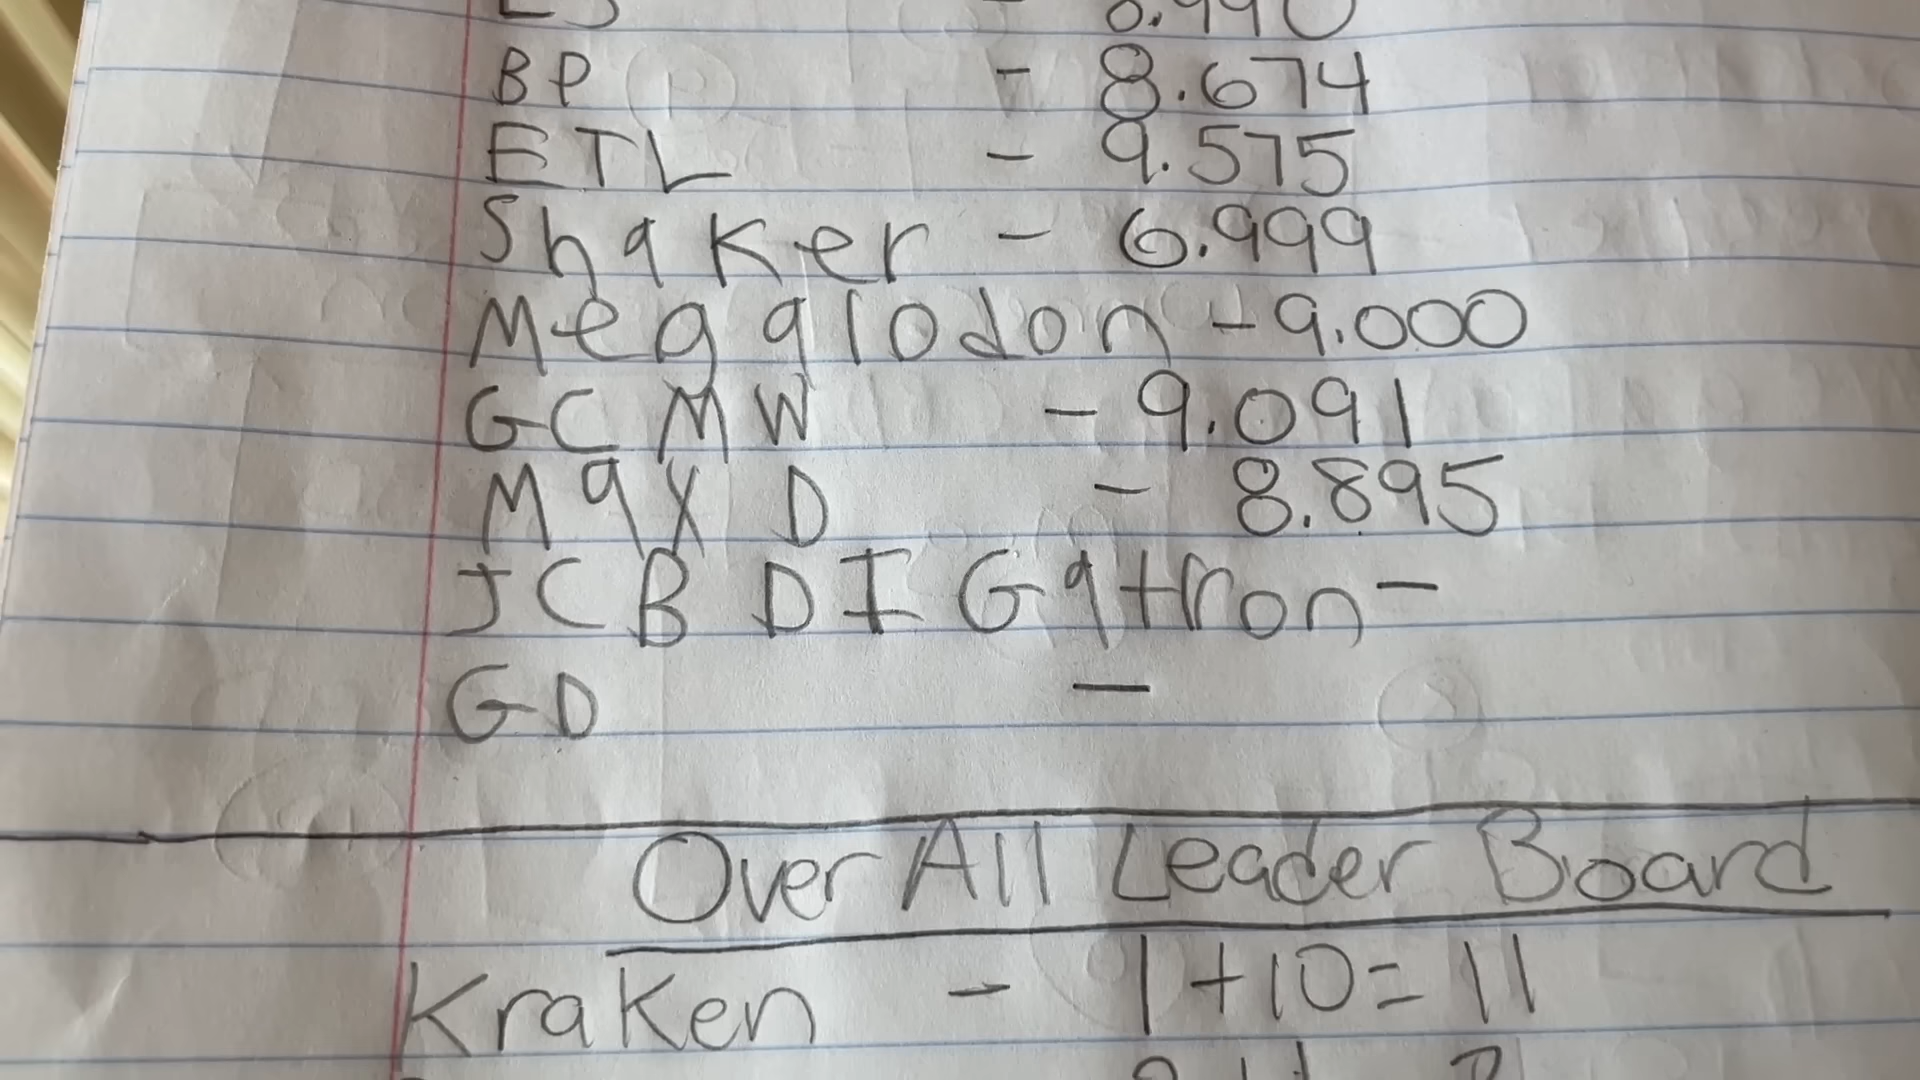 BP - 8.674
ETL - 9.575
Shaker - 6.999
Megalodon - 9.000
GCMW - 9.091
Max D - 8.895
JCB DIGatron -
GD -
Over All Leader Board
Kraken - 1+10=11